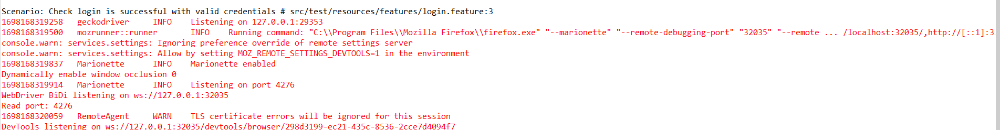 Scenario: Check login is successful with valid credentials # src/test/resources/features/login.feature:3
1698168319258 geckodriver INFO Listening on 127.0.0.1:29353
1698168319500 mozrunner::runner INFO Running command: "C:\\Program Files\\Mozilla Firefox\\firefox.exe" "--marionette" "--remote-debugging-port" "32035" "--remote ... /localhost:32035/,http://[::1]:3
console.warn: services.settings: Ignoring preference override of remote settings server
console.warn: services.settings: Allow by setting MOZ_REMOTE_SETTINGS_DEVTOOLS=1 in the environment
1698168319837 Marionette INFO Marionette enabled
Dynamically enable window occlusion 0
1698168319914 Marionette INFO Listening on port 4276
WebDriver BiDi listening on ws://127.0.0.1:32035
Read port: 4276
1698168320059 RemoteAgent WARN TLS certificate errors will be ignored for this session
DevTools listening on ws://127.0.0.1:32035/devtools/browser/298d3199-ec21-435c-8536-2cce7d4094f7